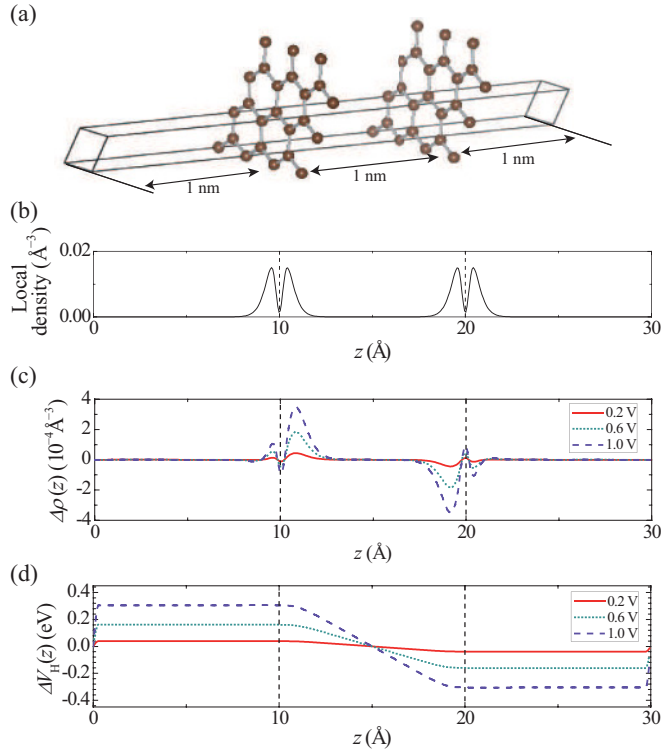 (a)
1 nm
1 nm
1 nm
(b)
Local
density (Å⁻³)
0.02
0.00
0
10
20
30
z (Å)
(c)
Δρ(z) (10⁻⁴Å⁻³)
4
2
0
-2
-4
0.2 V
0.6 V
1.0 V
0
10
20
30
z (Å)
(d)
ΔV_H(z) (eV)
0.4
0.2
0.0
-0.2
-0.4
0.2 V
0.6 V
1.0 V
0
10
20
30
z (Å)